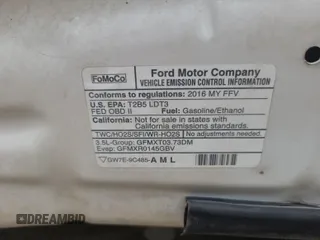 FoMoCo
Ford Motor Company
VEHICLE EMISSION CONTROL INFORMATION
Conforms to regulations: 2016 MY FFV
U.S. EPA: T2B5 LDT3
FED OBD II Fuel: Gasoline/Ethanol
California: Not for sale in states with
California emissions standards.
TWC/HO2S/SFI/WR-HO2S No adjustments needed.
3.5L-Group: GFMXT03.73DM
Evap: GFMXR0145GBV
GW7E-9C485-AML
DREAMBID